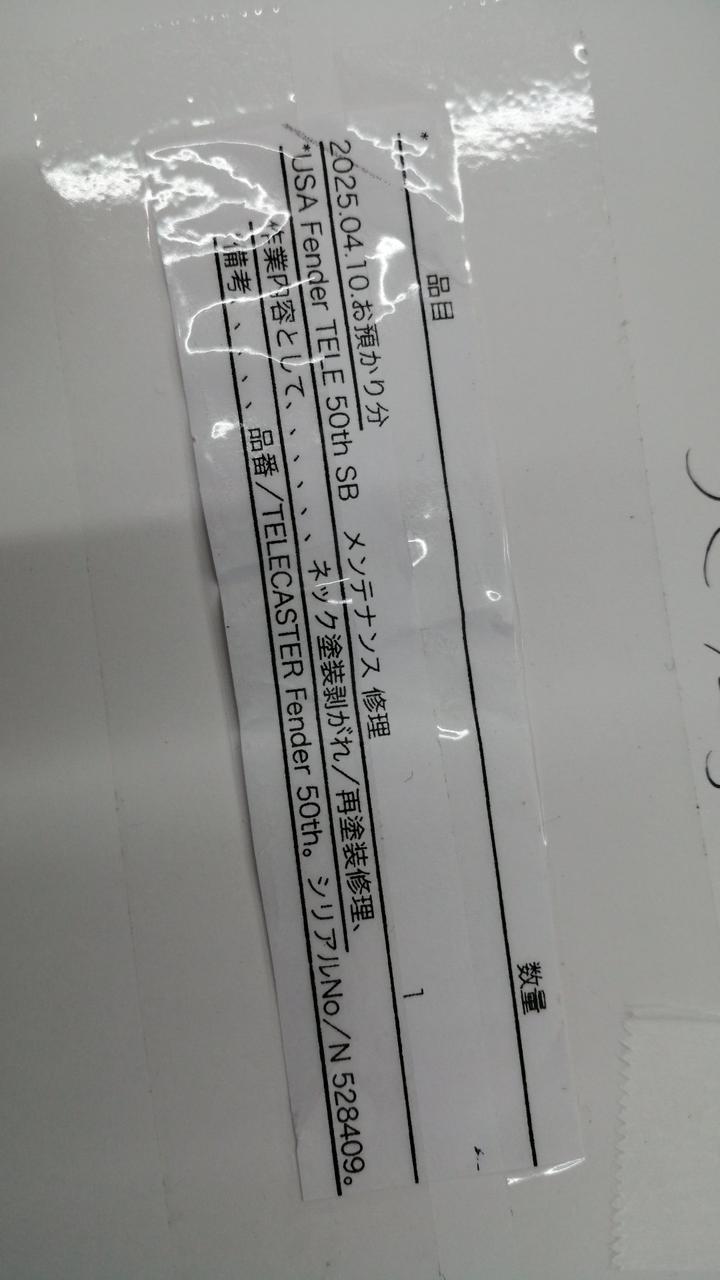 品目 数量
*
2025.04.10.お預かり分
*USA Fender TELE 50th SB メンテナンス 修理 1
作業内容として、、、、、、 ネック塗装剥がれ/再塗装修理、
備考、、、、、品番/TELECASTER Fender 50th。シリアルNo/N 528409。